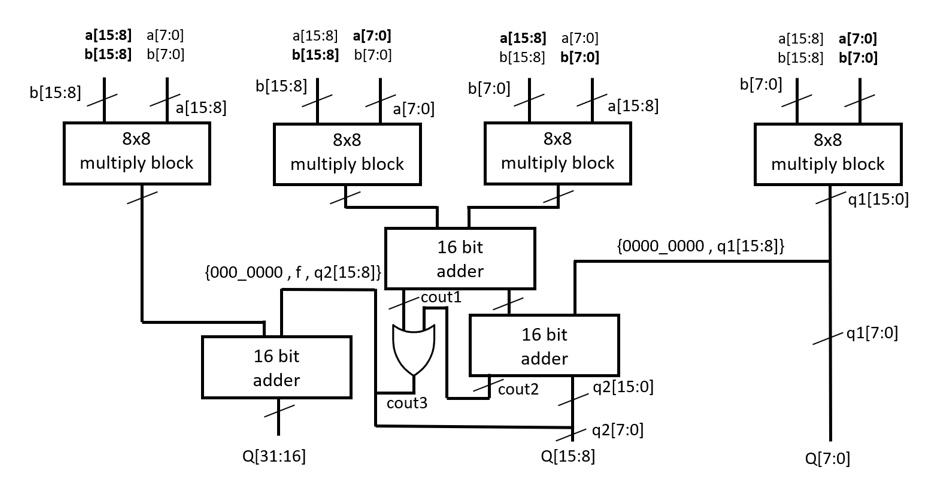 a[15:8] a[7:0]
b[15:8] b[7:0]
a[15:8] a[7:0]
b[15:8] b[7:0]
a[15:8] a[7:0]
b[15:8] b[7:0]
a[15:8] a[7:0]
b[15:8] b[7:0]
b[15:8]
a[15:8]
b[15:8]
a[7:0]
b[7:0]
a[15:8]
b[7:0]
8x8
multiply block
8x8
multiply block
8x8
multiply block
8x8
multiply block
q1[15:0]
16 bit
adder
{0000_0000 , q1[15:8]}
{000_0000 , f , q2[15:8]}
cout1
16 bit
adder
q1[7:0]
16 bit
adder
cout3
cout2
q2[15:0]
q2[7:0]
Q[31:16]
Q[15:8]
Q[7:0]